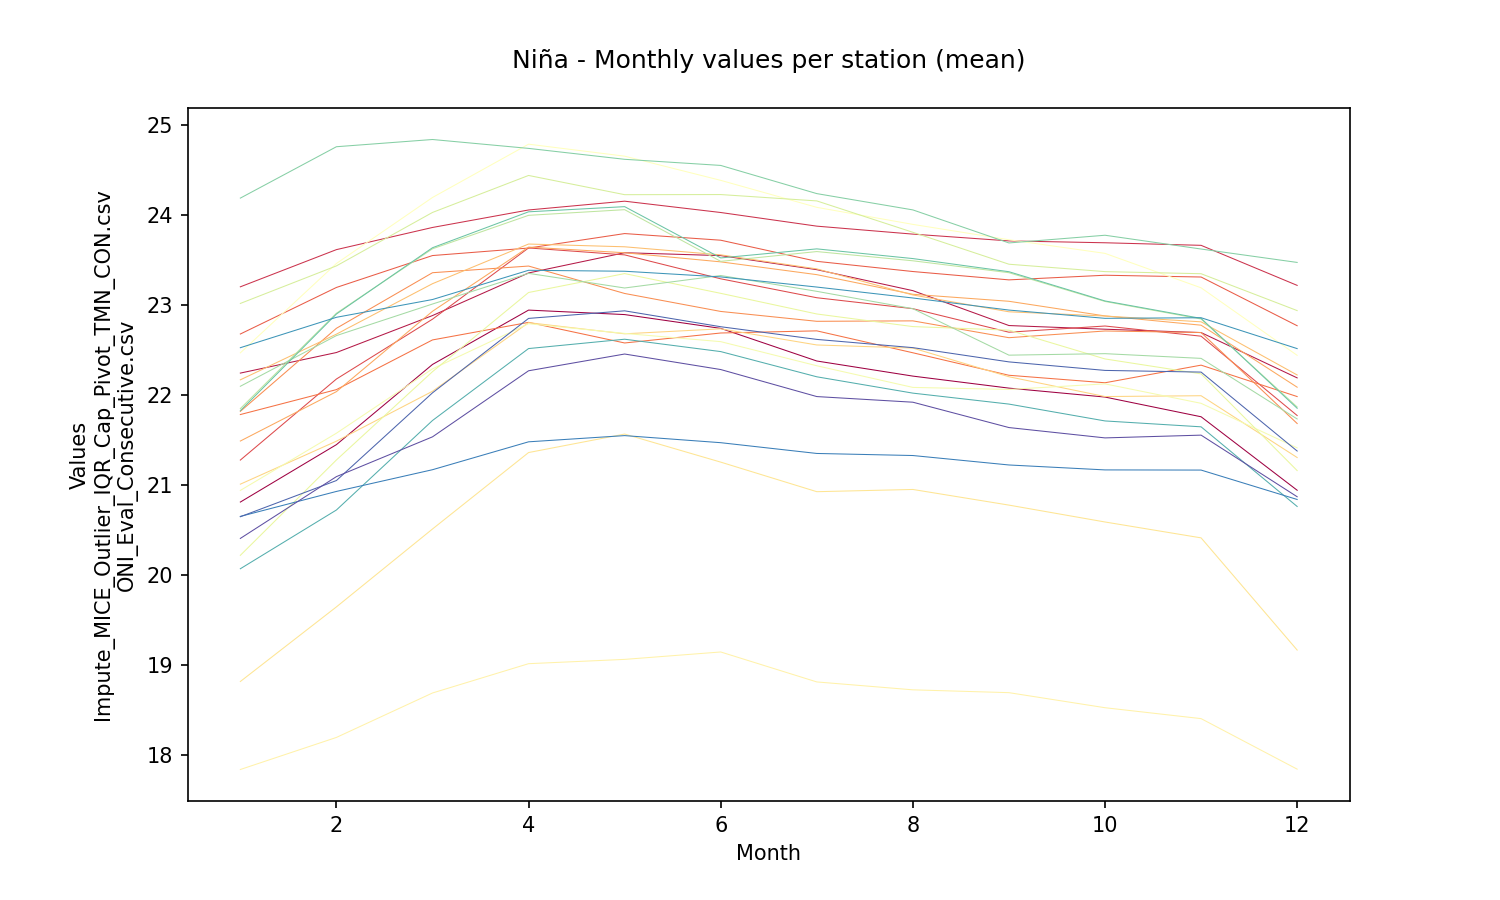 Niña - Monthly values per station (mean)
Values
Impute_MICE_Outlier_IQR_Cap_Pivot_TMN_CON.csv
ONI_Eval_Consecutive.csv
25
24
23
22
21
20
19
18
2
4
6
8
10
12
Month